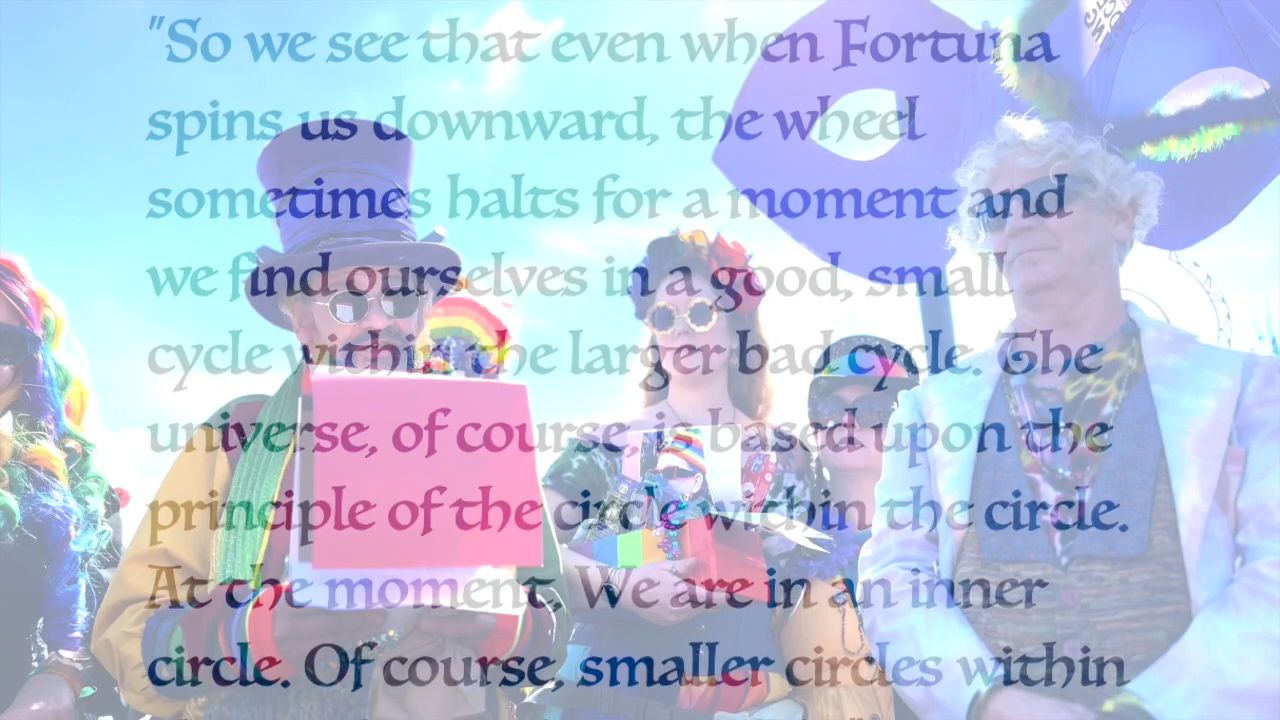 "So we see that even when Fortuna
spins us downward, the wheel
sometimes halts for a moment and
we find ourselves in a good, small
cycle within the larger bad cycle. The
universe, of course, is based upon the
principle of the circle within the circle.
At the moment, We are in an inner
circle. Of course, smaller circles within